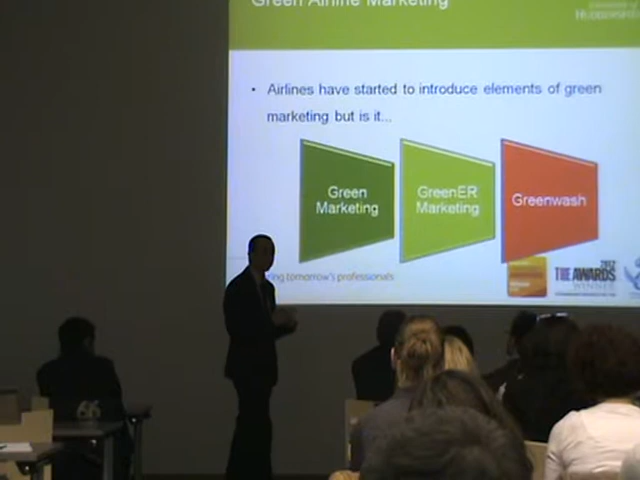 Green Airline Marketing
• Airlines have started to introduce elements of green
marketing but is it...
Green
Marketing
GreenER
Marketing
Greenwash
tomorrow's professionals
THE AWARDS
WINNER